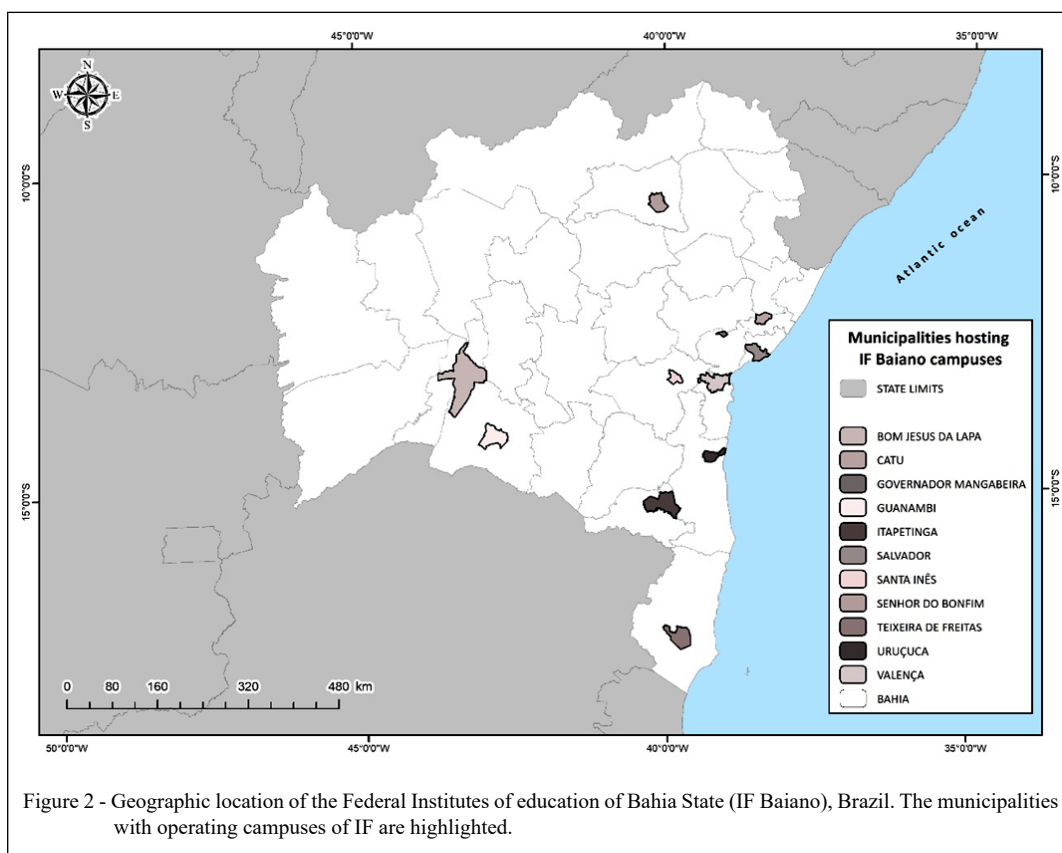 45°0'0"W 40°0'0"W 35°0'0"W
N
W E
S
10°0'0"S 10°0'0"S
Atlantic ocean
Municipalities hosting
IF Baiano campuses
STATE LIMITS
BOM JESUS DA LAPA
CATU
GOVERNADOR MANGABEIRA
GUANAMBI
ITAPETINGA
SALVADOR
SANTA INÊS
SENHOR DO BONFIM
TEIXEIRA DE FREITAS
URUÇUCA
VALENÇA
BAHIA
15°0'0"S 15°0'0"S
0 80 160 320 480 km
50°0'0"W 45°0'0"W 40°0'0"W 35°0'0"W
Figure 2 - Geographic location of the Federal Institutes of education of Bahia State (IF Baiano), Brazil. The municipalities
with operating campuses of IF are highlighted.